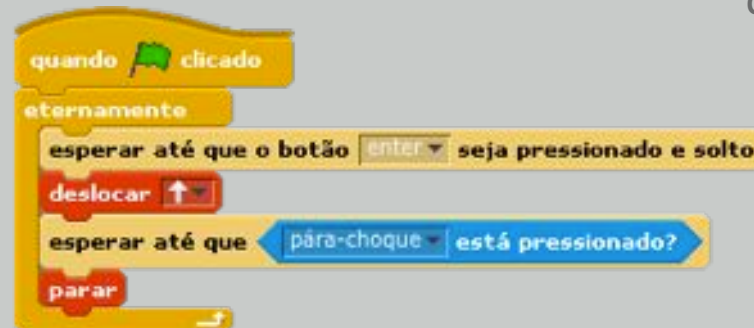 quando clicado
eternamente
esperar até que o botão enter seja pressionado e solto
deslocar
esperar até que pára-choque está pressionado?
parar